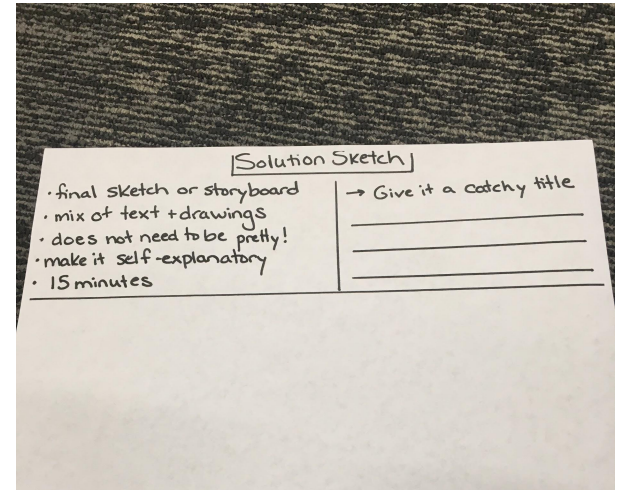 Solution Sketch
· final sketch or storyboard
· mix of text + drawings
· does not need to be pretty!
· make it self-explanatory
· 15 minutes
→ Give it a catchy title